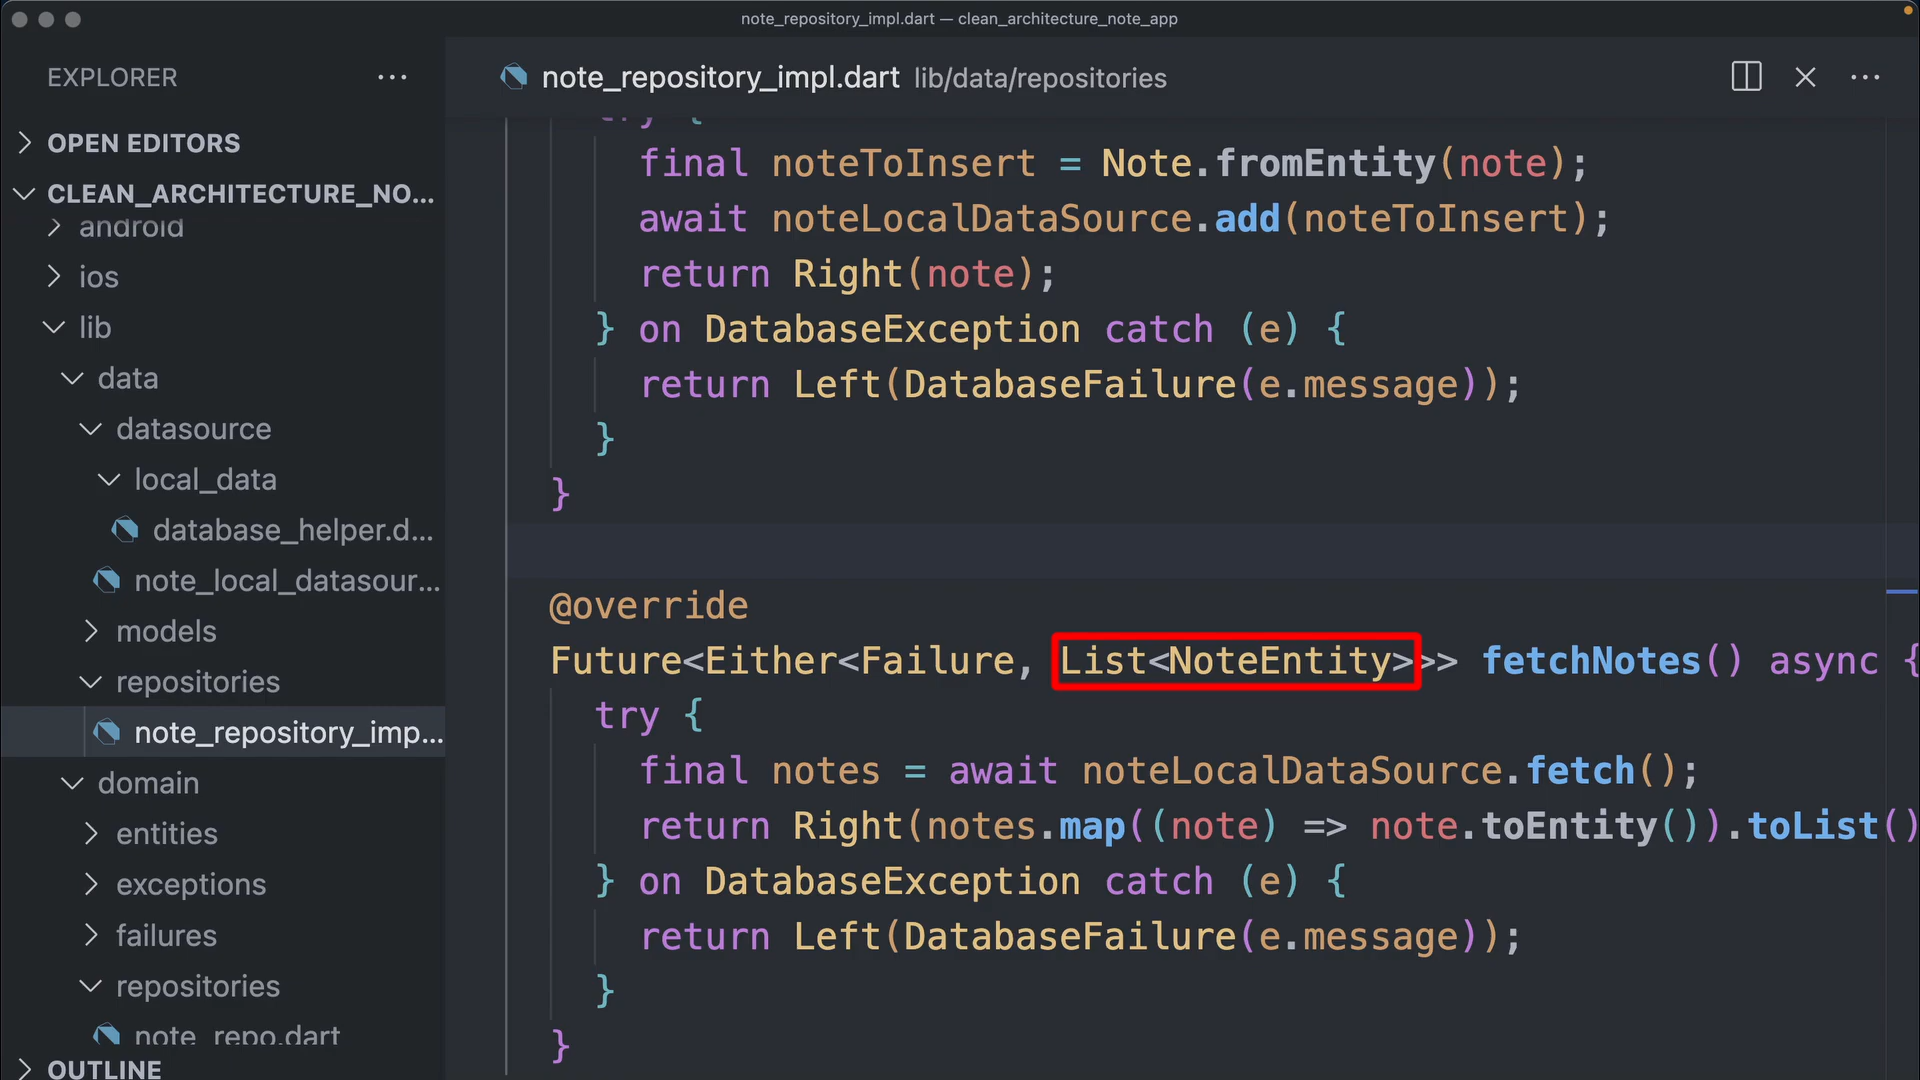 note_repository_impl.dart — clean_architecture_note_app
EXPLORER
OPEN EDITORS
CLEAN_ARCHITECTURE_NO...
android
ios
lib
data
datasource
local_data
database_helper.d...
note_local_datasour...
models
repositories
note_repository_imp...
domain
entities
exceptions
failures
repositories
note_repo.dart
OUTLINE
note_repository_impl.dart lib/data/repositories
try {
final noteToInsert = Note.fromEntity(note);
await noteLocalDataSource.add(noteToInsert);
return Right(note);
} on DatabaseException catch (e) {
return Left(DatabaseFailure(e.message));
}
}
@override
Future<Either<Failure, List<NoteEntity>>> fetchNotes() async {
try {
final notes = await noteLocalDataSource.fetch();
return Right(notes.map((note) => note.toEntity()).toList()
} on DatabaseException catch (e) {
return Left(DatabaseFailure(e.message));
}
}